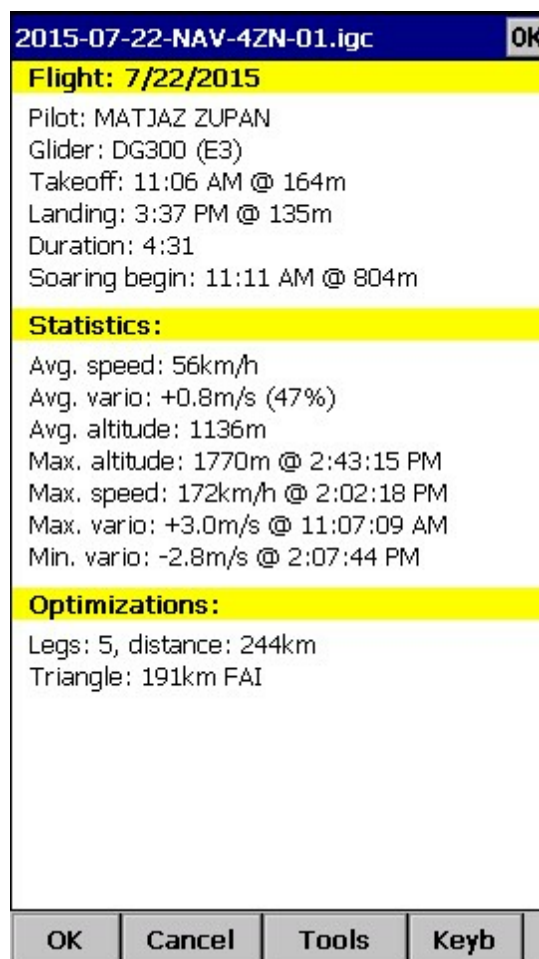 2015-07-22-NAV-4ZN-01.igc OK
Flight: 7/22/2015
Pilot: MATJAZ ZUPAN
Glider: DG300 (E3)
Takeoff: 11:06 AM @ 164m
Landing: 3:37 PM @ 135m
Duration: 4:31
Soaring begin: 11:11 AM @ 804m
Statistics:
Avg. speed: 56km/h
Avg. vario: +0.8m/s (47%)
Avg. altitude: 1136m
Max. altitude: 1770m @ 2:43:15 PM
Max. speed: 172km/h @ 2:02:18 PM
Max. vario: +3.0m/s @ 11:07:09 AM
Min. vario: -2.8m/s @ 2:07:44 PM
Optimizations:
Legs: 5, distance: 244km
Triangle: 191km FAI
OK Cancel Tools Keyb